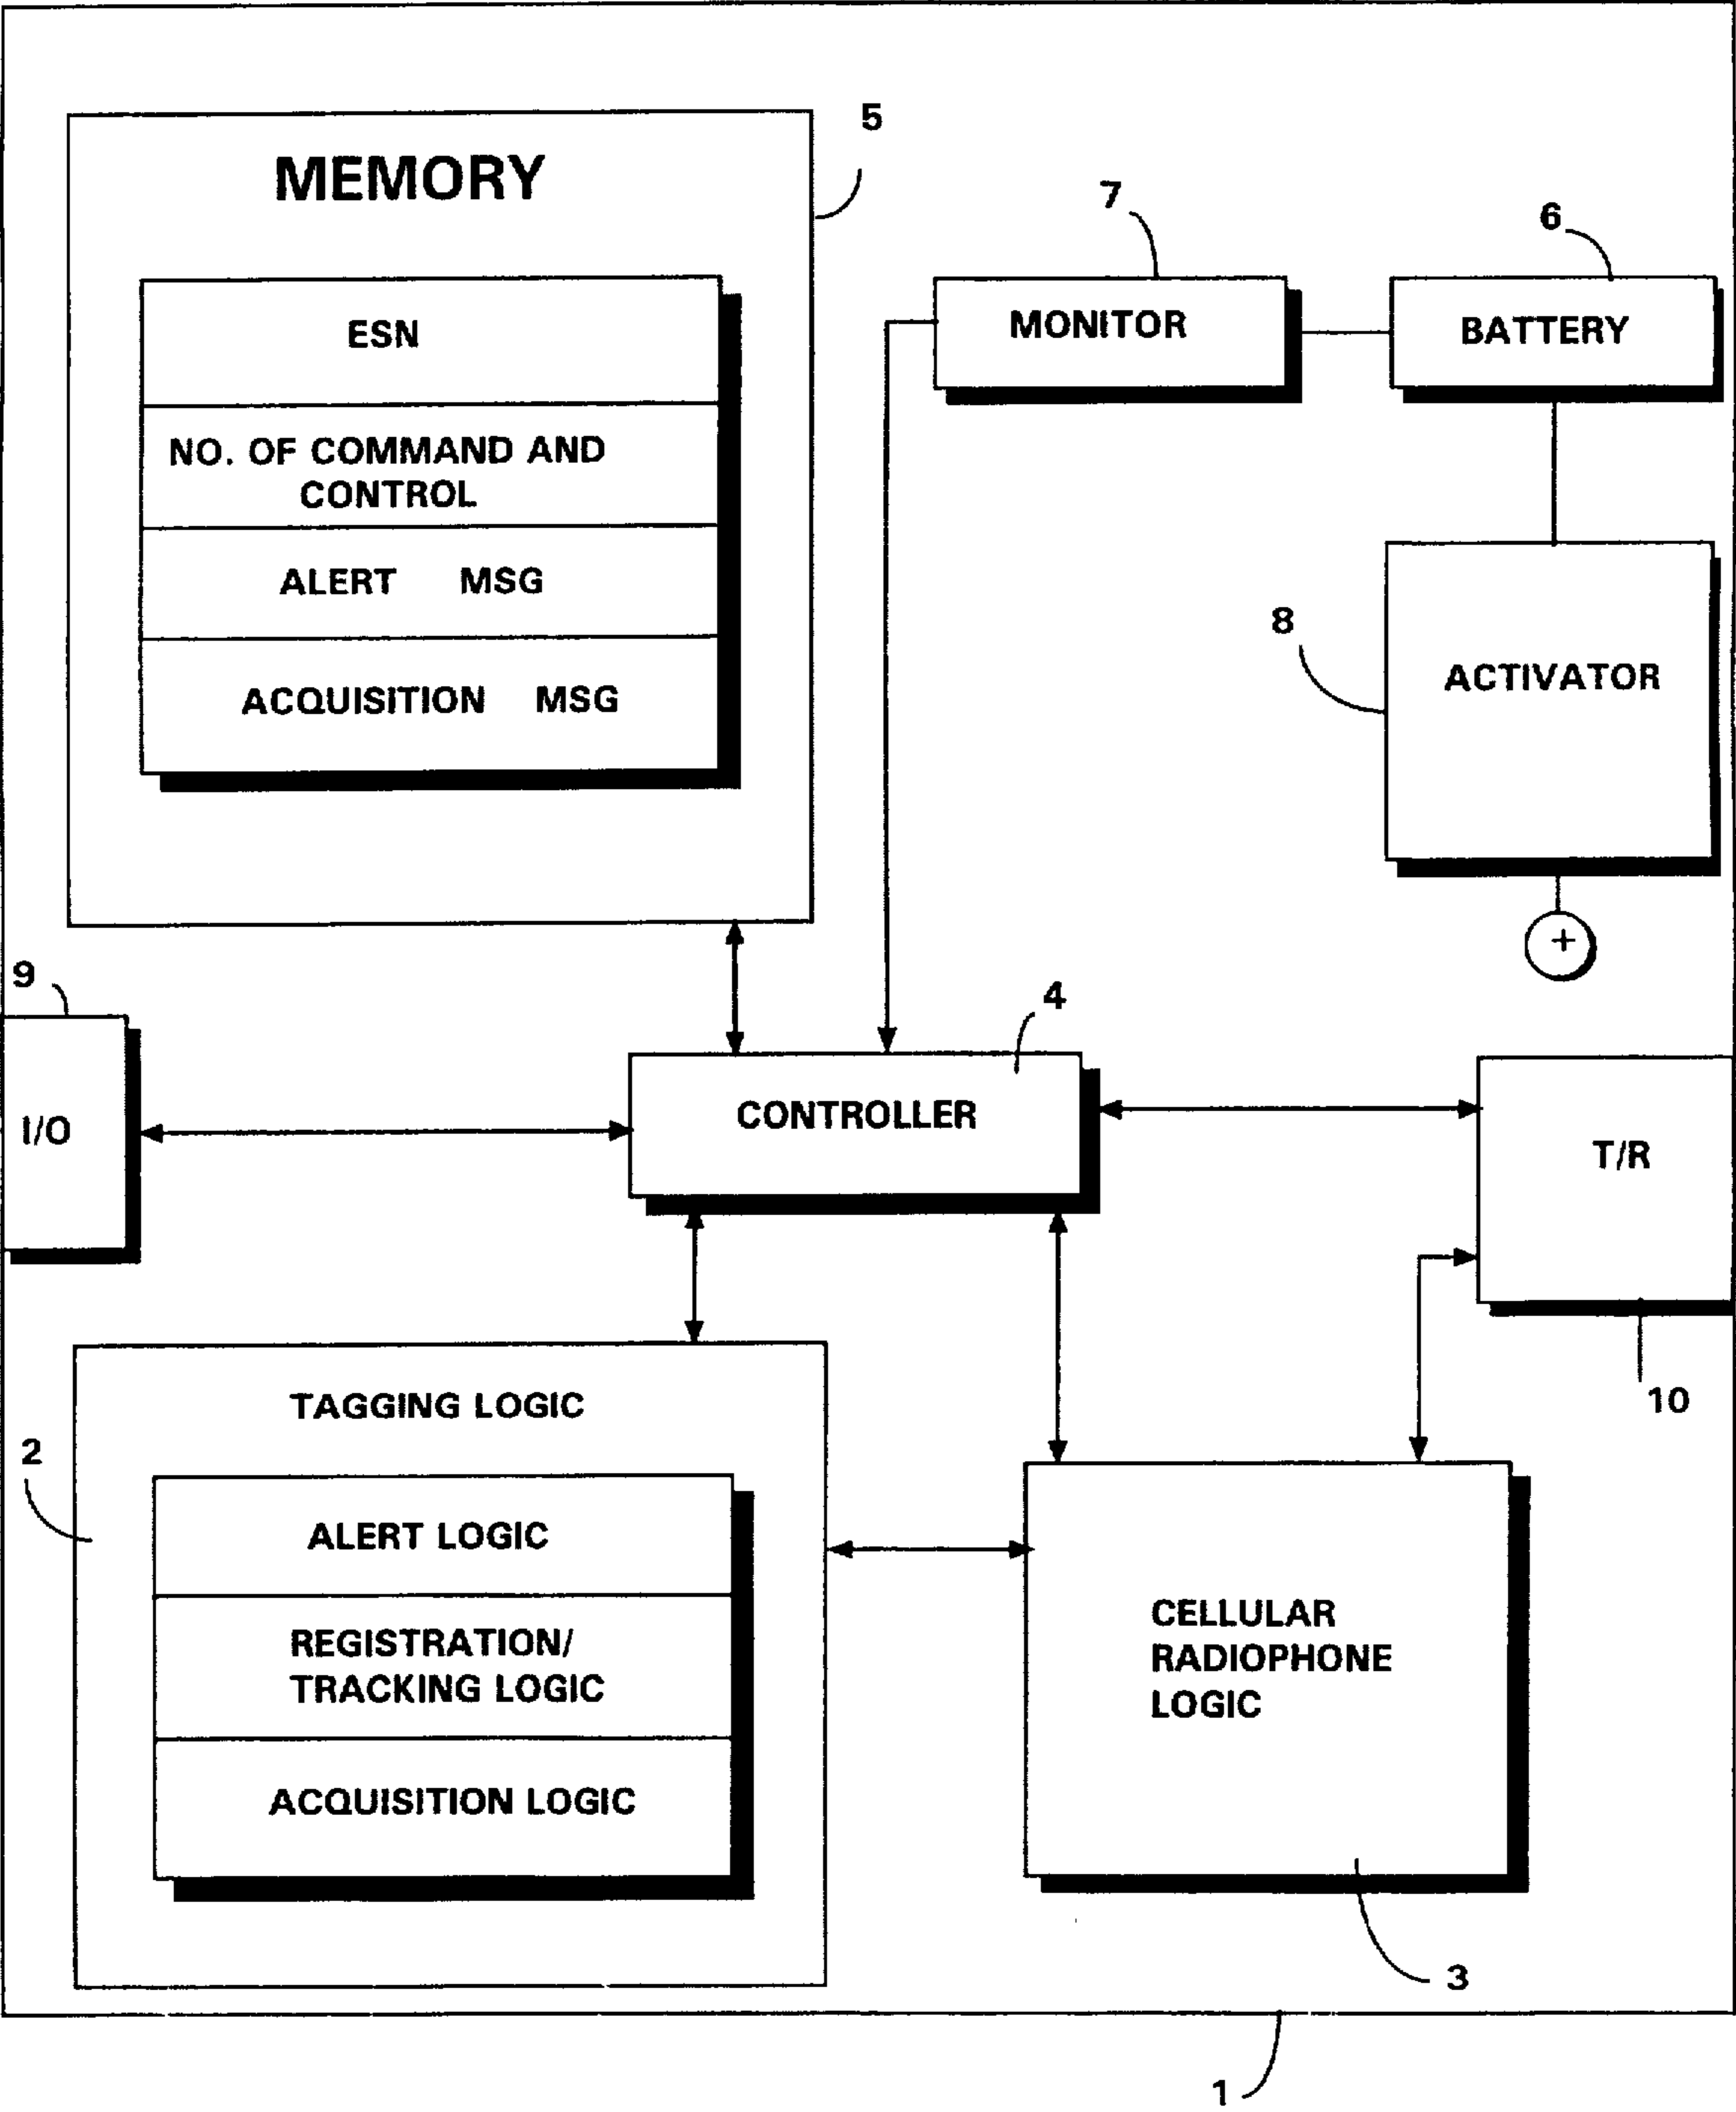 5
MEMORY
7
6
ESN
MONITOR
BATTERY
NO. OF COMMAND AND
CONTROL
ALERT MSG
8
ACTIVATOR
ACQUISITION MSG
+
9
4
I/O
CONTROLLER
T/R
10
TAGGING LOGIC
2
ALERT LOGIC
REGISTRATION/
TRACKING LOGIC
ACQUISITION LOGIC
CELLULAR
RADIOPHONE
LOGIC
3
1